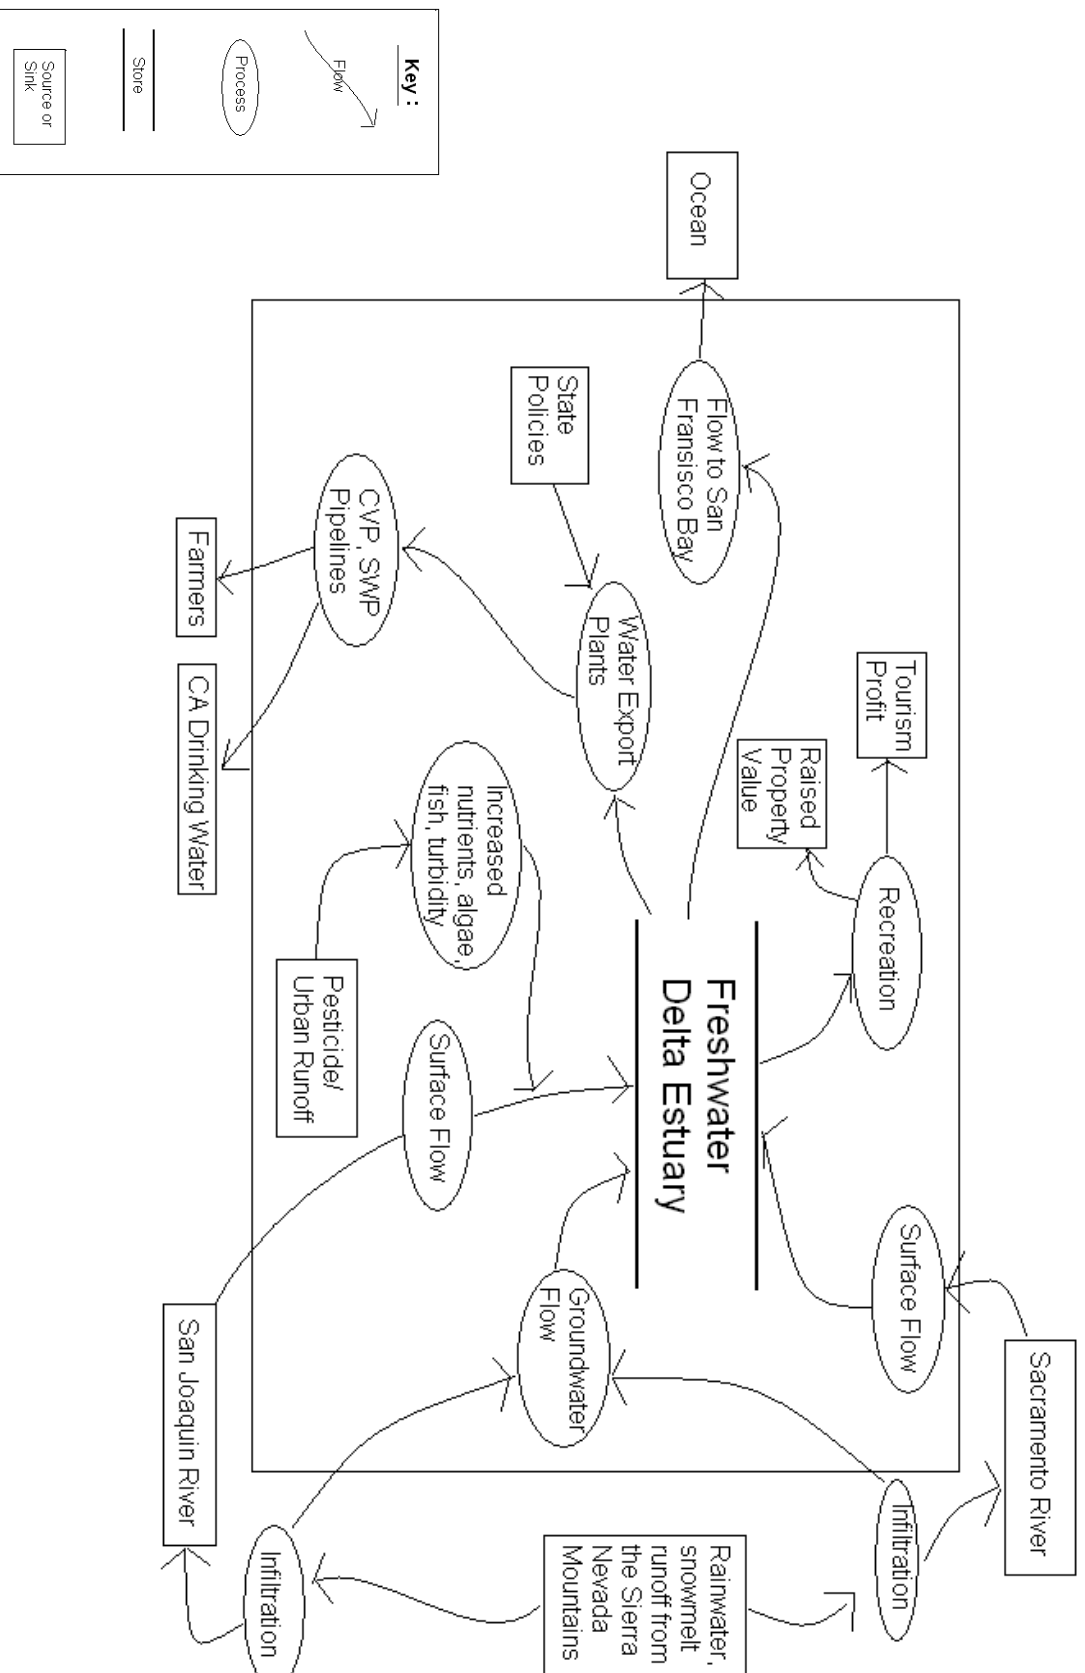 Key :
Flow
Process
Store
Source or
Sink
Ocean
Flow to San
Fransisco Bay
State
Policies
Water Export
Plants
CVP, SWP
Pipelines
Farmers
CA Drinking Water
Tourism
Profit
Raised
Property
Value
Recreation
Increased
nutrients, algae,
fish, turbidity
Pesticide/
Urban Runoff
Freshwater
Delta Estuary
Surface Flow
Surface Flow
Groundwater
Flow
Sacramento River
San Joaquin River
Infiltration
Infiltration
Rainwater,
snowmelt
runoff from
the Sierra
Nevada
Mountains